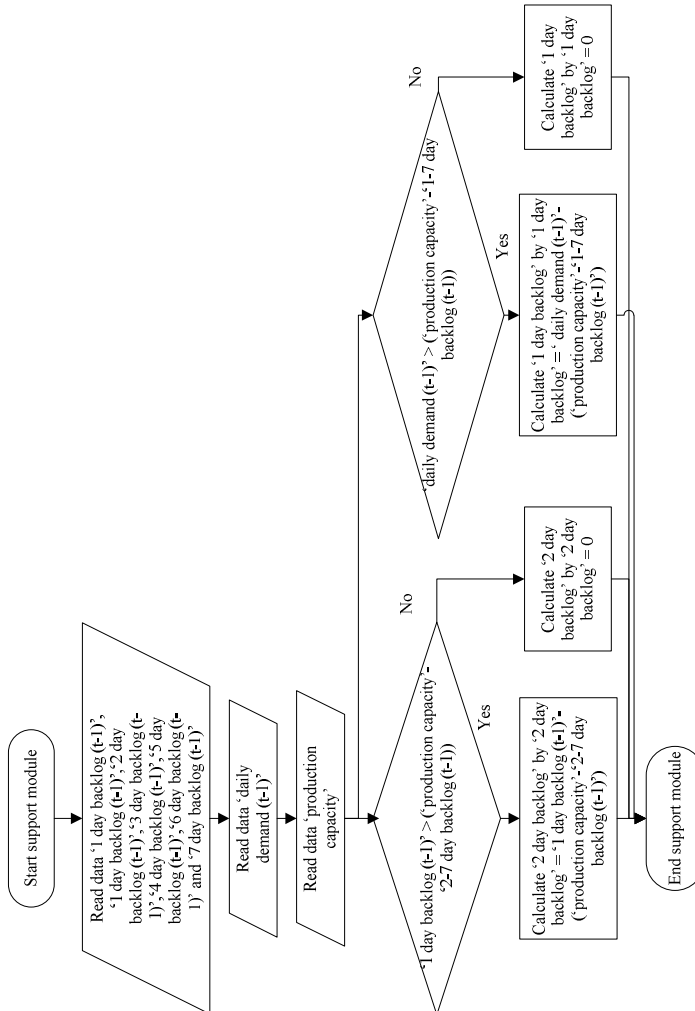 Start support module
Read data ‘1 day backlog (t-1)’,
‘1 day backlog (t-1)’,‘2 day
backlog (t-1)’,‘3 day backlog (t-
1)’,‘4 day backlog (t-1)’,‘5 day
backlog (t-1)’,‘6 day backlog (t-
1)’ and ‘7 day backlog (t-1)’
Read data ‘daily
demand (t-1)’
Read data ‘production
capacity’
‘1 day backlog (t-1)’ > (‘production capacity’-
‘2-7 day backlog (t-1))
No
Yes
Calculate ‘2 day backlog’ by ‘2 day
backlog’ = ‘1 day backlog (t-1)’-
(‘production capacity’-‘2-7 day
backlog (t-1)’)
Calculate ‘2 day
backlog’ by ‘2 day
backlog’ = 0
‘daily demand (t-1)’ > (‘production capacity’-‘1-7 day
backlog (t-1))
No
Yes
Calculate ‘1 day backlog’ by ‘1 day
backlog’ = ‘ daily demand (t-1)’-
(‘production capacity’-‘1-7 day
backlog (t-1)’)
Calculate ‘1 day
backlog’ by ‘1 day
backlog’ = 0
End support module